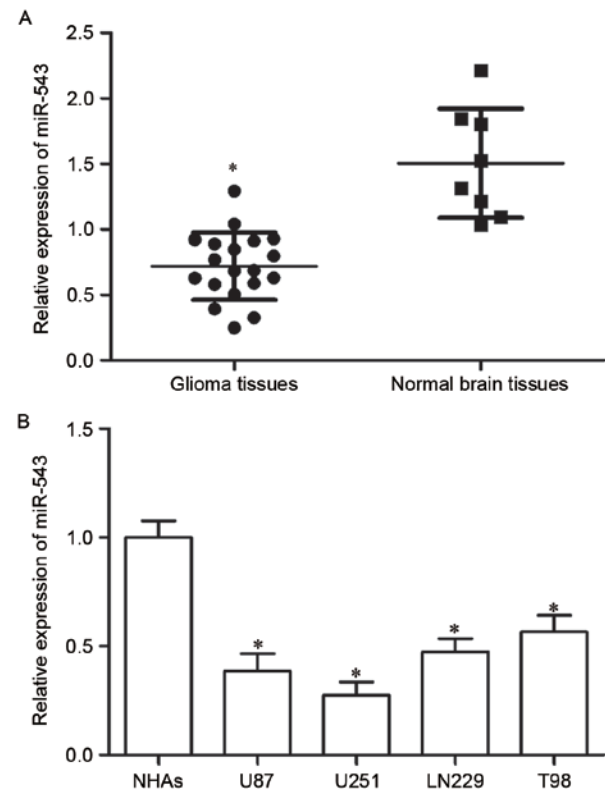 A
Relative expression of miR-543
2.5
2.0
1.5
1.0
0.5
0.0
*
Glioma tissues
Normal brain tissues
B
Relative expression of miR-543
1.5
1.0
0.5
0.0
* * * *
NHAs U87 U251 LN229 T98